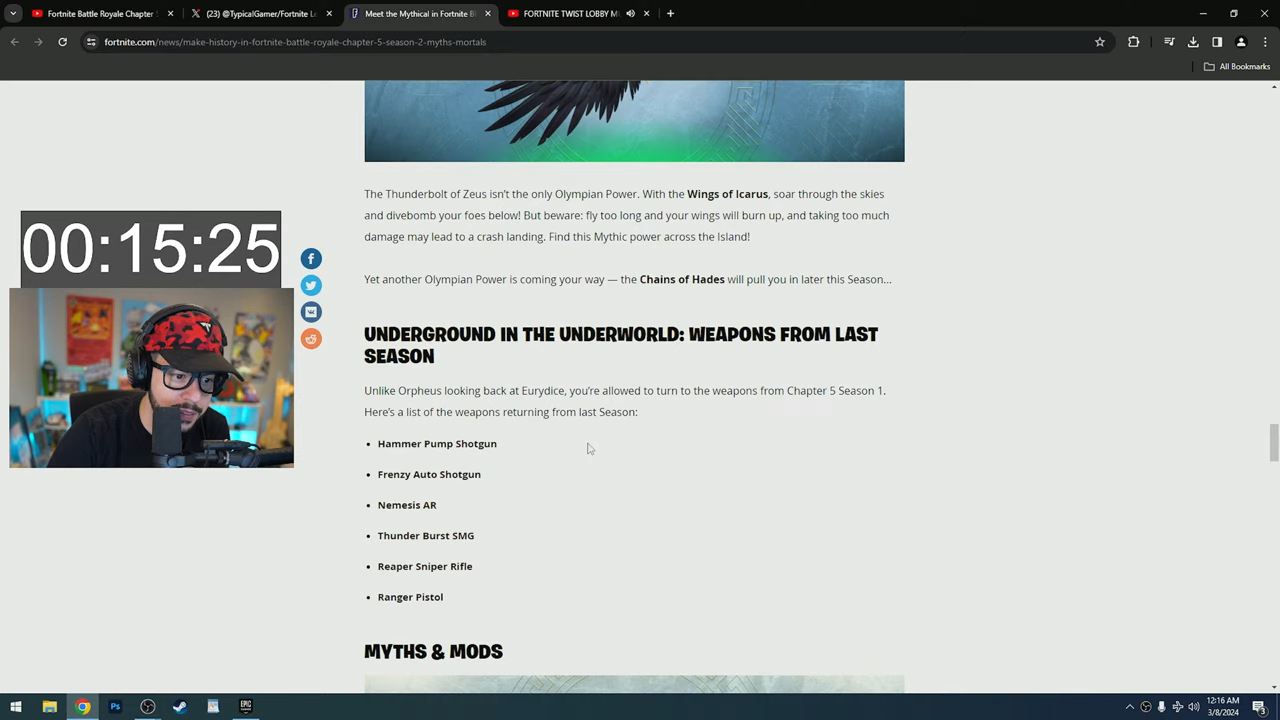 Fortnite Battle Royale Chapter 5
(23) @TypicalGamer/Fortnite Le
Meet the Mythical in Fortnite B
FORTNITE TWIST LOBBY M
fortnite.com/news/make-history-in-fortnite-battle-royale-chapter-5-season-2-myths-mortals
All Bookmarks
The Thunderbolt of Zeus isn't the only Olympian Power. With the Wings of Icarus, soar through the skies
and divebomb your foes below! But beware: fly too long and your wings will burn up, and taking too much
damage may lead to a crash landing. Find this Mythic power across the Island!
00:15:25
Yet another Olympian Power is coming your way — the Chains of Hades will pull you in later this Season...
UNDERGROUND IN THE UNDERWORLD: WEAPONS FROM LAST
SEASON
Unlike Orpheus looking back at Eurydice, you're allowed to turn to the weapons from Chapter 5 Season 1.
Here's a list of the weapons returning from last Season:
• Hammer Pump Shotgun
• Frenzy Auto Shotgun
• Nemesis AR
• Thunder Burst SMG
• Reaper Sniper Rifle
• Ranger Pistol
MYTHS & MODS
12:16 AM
3/8/2024